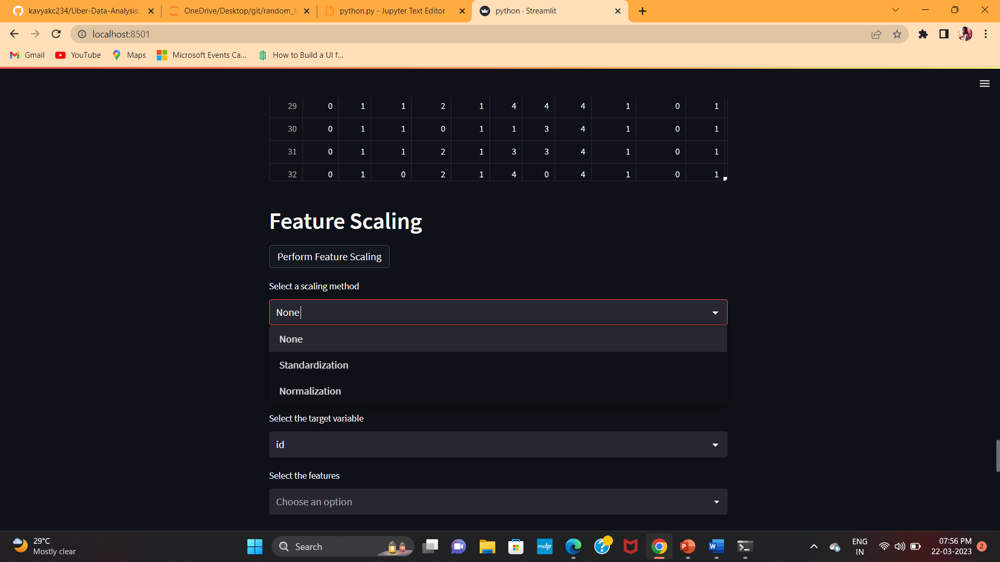 kavyakc234/Uber-Data-Analysis:
OneDrive/Desktop/git/random_f
python.py - Jupyter Text Editor
python · Streamlit
localhost:8501
Gmail
YouTube
Maps
Microsoft Events Ca...
How to Build a UI f...
29 0 1 1 2 1 4 4 4 1 0 1
30 0 1 1 0 1 1 3 4 1 0 1
31 0 1 1 2 1 3 3 4 1 0 1
32 0 1 0 2 1 4 0 4 1 0 1
Feature Scaling
Perform Feature Scaling
Select a scaling method
None
None
Standardization
Normalization
Select the target variable
id
Select the features
Choose an option
29°C
Mostly clear
Search
myhp
ENG
IN
07:56 PM
22-03-2023
2